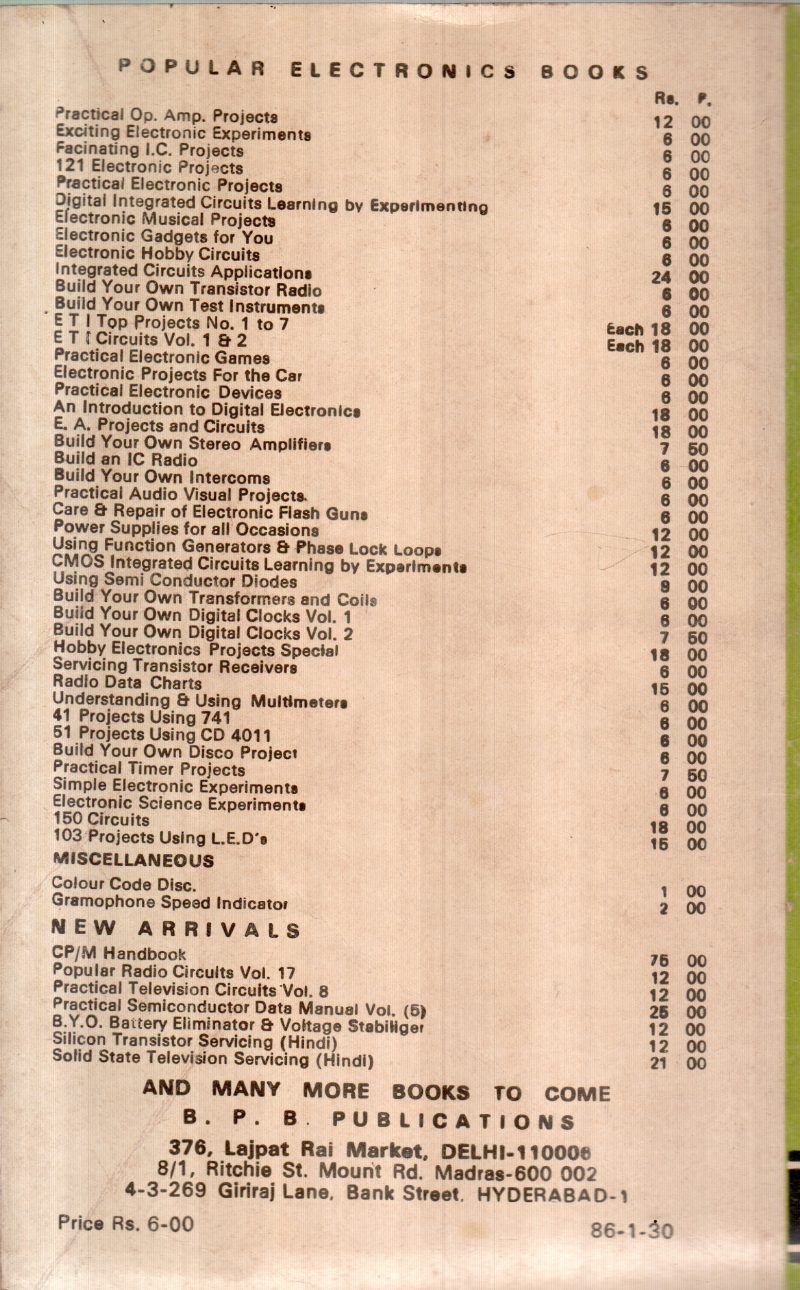 POPULAR ELECTRONICS BOOKS
Rs. P.
Practical Op. Amp. Projects 12 00
Exciting Electronic Experiments 6 00
Facinating I.C. Projects 6 00
121 Electronic Projects 6 00
Practical Electronic Projects 6 00
Digital Integrated Circuits Learning by Experimenting 15 00
Electronic Musical Projects 6 00
Electronic Gadgets for You 6 00
Electronic Hobby Circuits 6 00
Integrated Circuits Applications 24 00
Build Your Own Transistor Radio 6 00
Build Your Own Test Instruments 6 00
E T I Top Projects No. 1 to 7 Each 18 00
E T I Circuits Vol. 1 & 2 Each 18 00
Practical Electronic Games 6 00
Electronic Projects For the Car 6 00
Practical Electronic Devices 6 00
An Introduction to Digital Electronics 18 00
E. A. Projects and Circuits 18 00
Build Your Own Stereo Amplifiers 7 50
Build an IC Radio 6 00
Build Your Own Intercoms 6 00
Practical Audio Visual Projects. 6 00
Care & Repair of Electronic Flash Guns 6 00
Power Supplies for all Occasions 12 00
Using Function Generators & Phase Lock Loops 12 00
CMOS Integrated Circuits Learning by Experiments 12 00
Using Semi Conductor Diodes 9 00
Build Your Own Transformers and Coils 6 00
Build Your Own Digital Clocks Vol. 1 6 00
Build Your Own Digital Clocks Vol. 2 7 50
Hobby Electronics Projects Special 18 00
Servicing Transistor Receivers 6 00
Radio Data Charts 15 00
Understanding & Using Multimeters 6 00
41 Projects Using 741 6 00
51 Projects Using CD 4011 6 00
Build Your Own Disco Project 6 00
Practical Timer Projects 7 50
Simple Electronic Experiments 6 00
Electronic Science Experiments 6 00
150 Circuits 18 00
103 Projects Using L.E.D's 15 00
MISCELLANEOUS
Colour Code Disc. 1 00
Gramophone Speed Indicator 2 00
NEW ARRIVALS
CP/M Handbook 75 00
Popular Radio Circuits Vol. 17 12 00
Practical Television Circuits Vol. 8 12 00
Practical Semiconductor Data Manual Vol. (5) 25 00
B.Y.O. Battery Eliminator & Voltage Stabiliger 12 00
Silicon Transistor Servicing (Hindi) 12 00
Solid State Television Servicing (Hindi) 21 00
AND MANY MORE BOOKS TO COME
B. P. B. PUBLICATIONS
376, Lajpat Rai Market, DELHI-110006
8/1, Ritchie St. Mount Rd. Madras-600 002
4-3-269 Giriraj Lane, Bank Street, HYDERABAD-1
Price Rs. 6-00 86-1-30